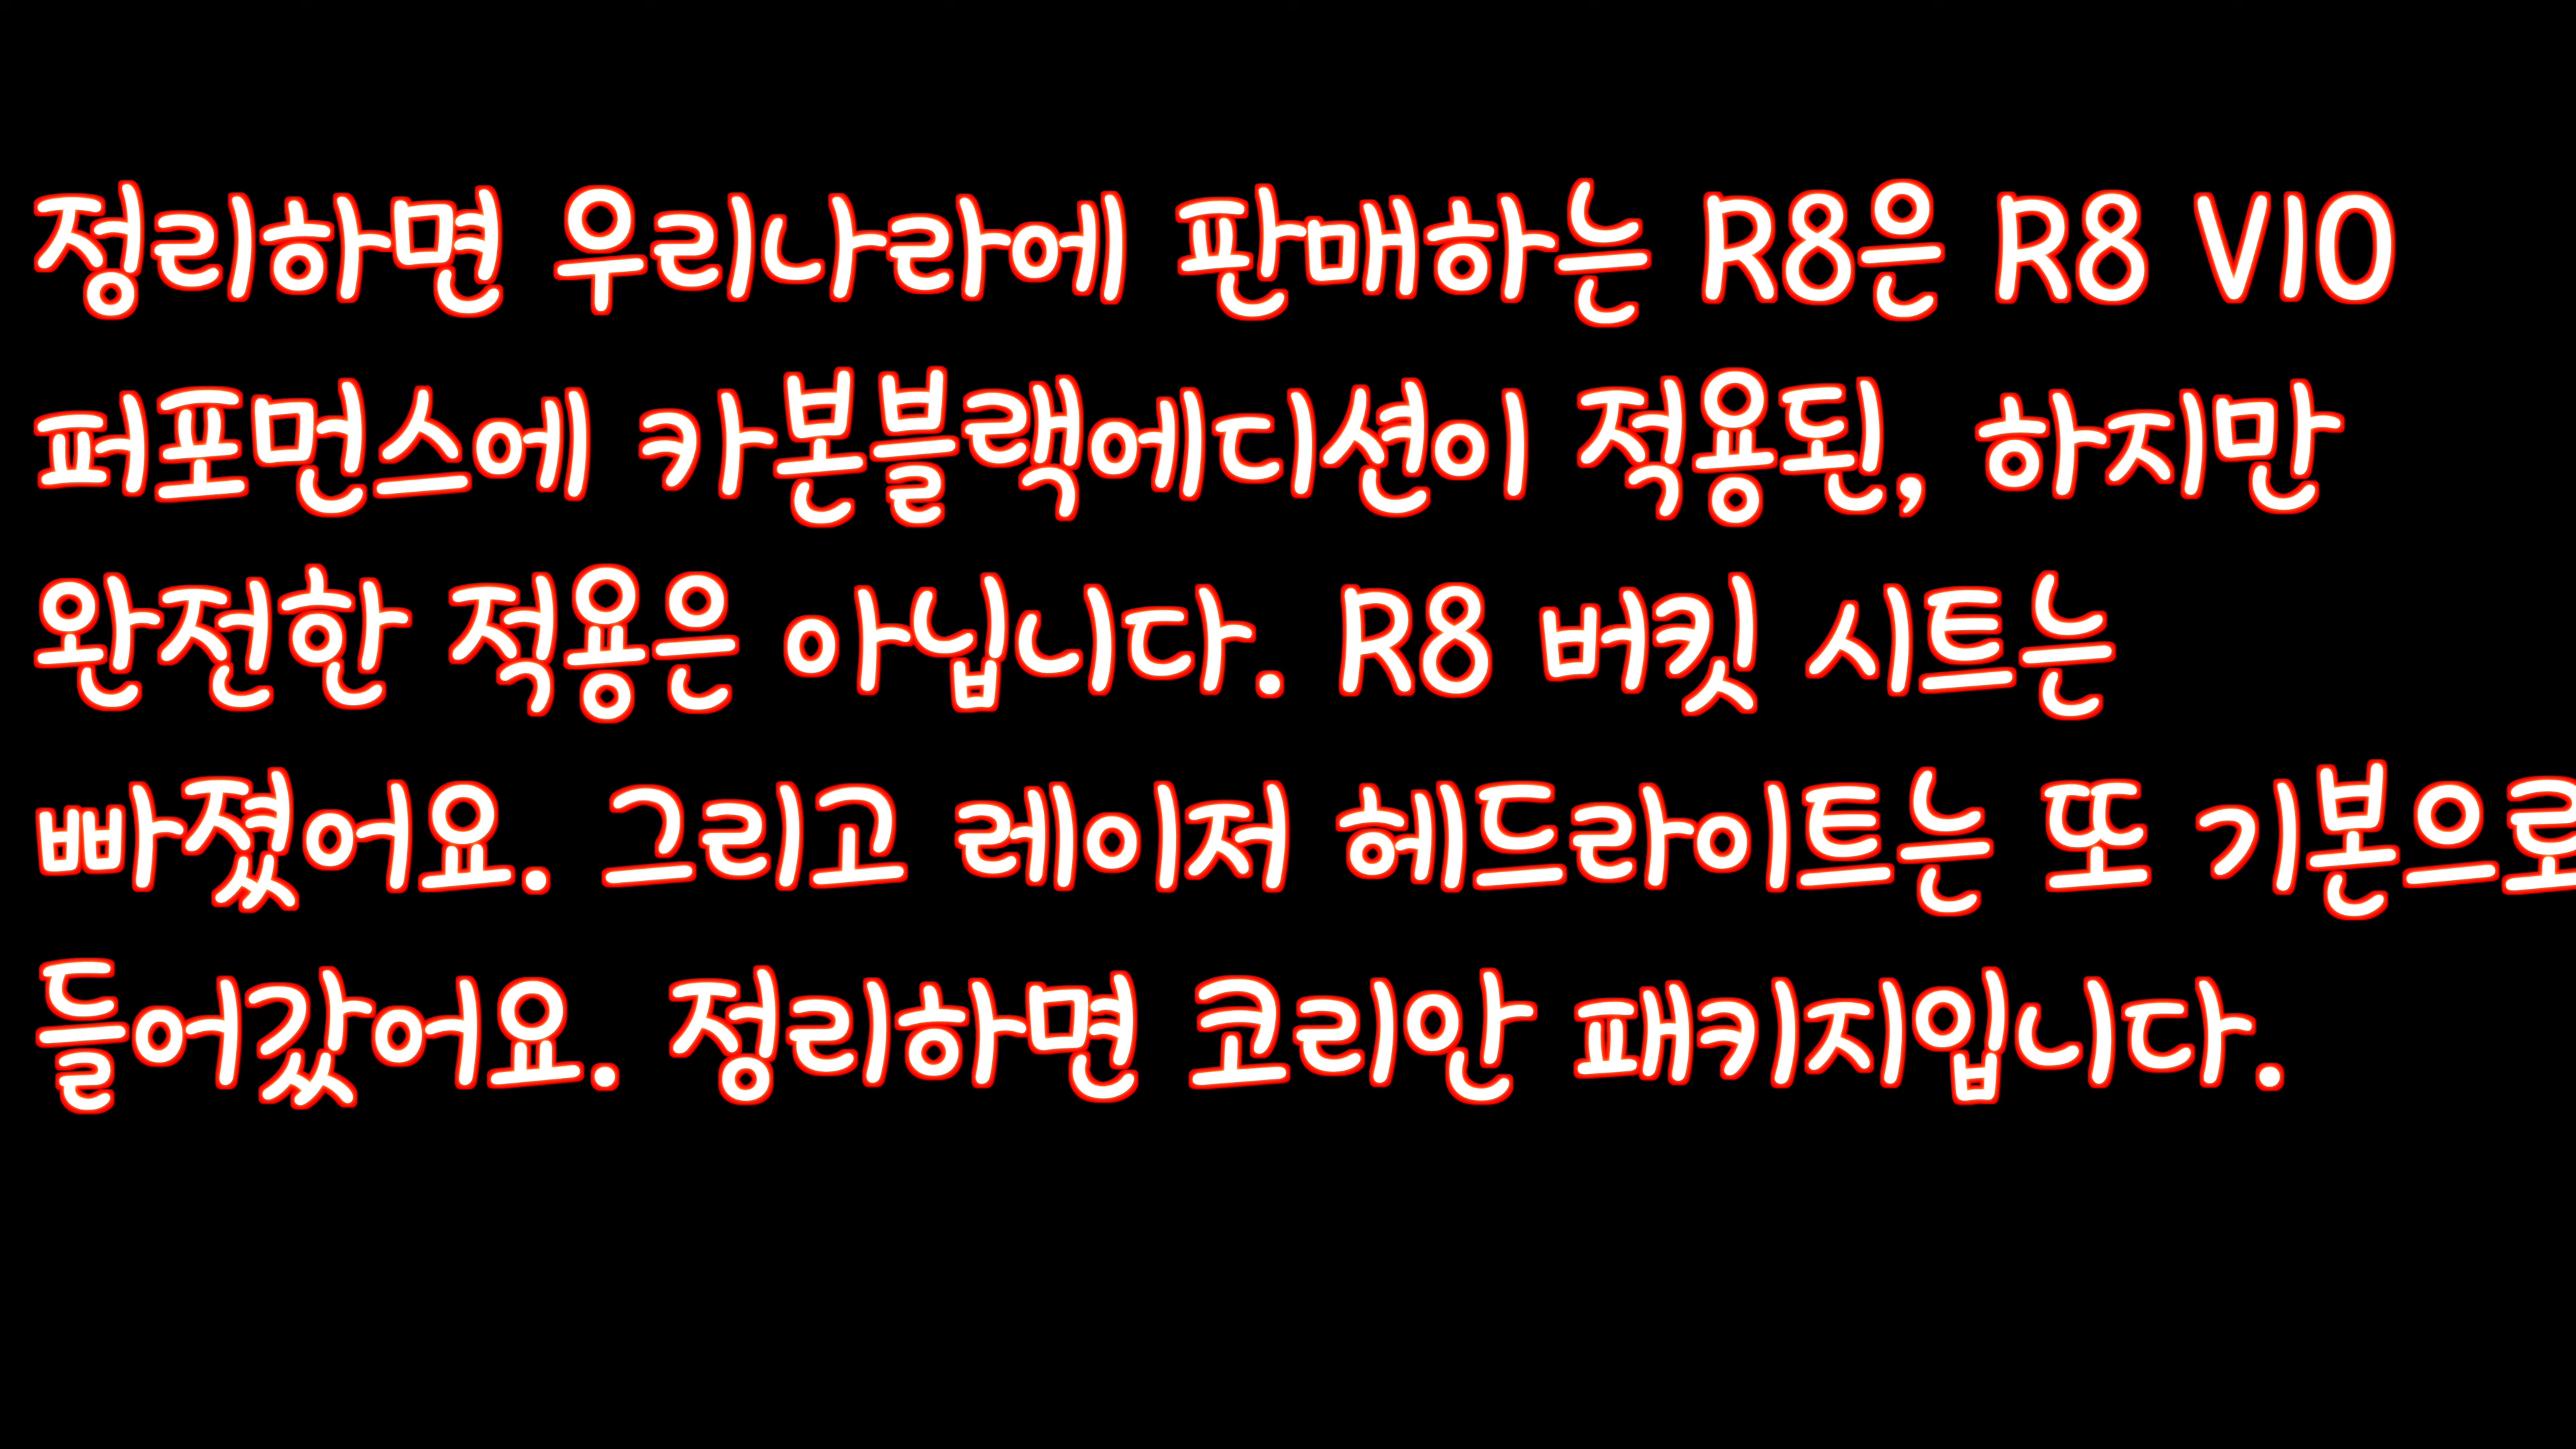 정리하면 우리나라에 판매하는 R8은 R8 V10
퍼포먼스에 카본블랙에디션이 적용된, 하지만
완전한 적용은 아닙니다. R8 버킷 시트는
빠졌어요. 그리고 레이저 헤드라이트는 또 기본으로
들어갔어요. 정리하면 코리안 패키지입니다.